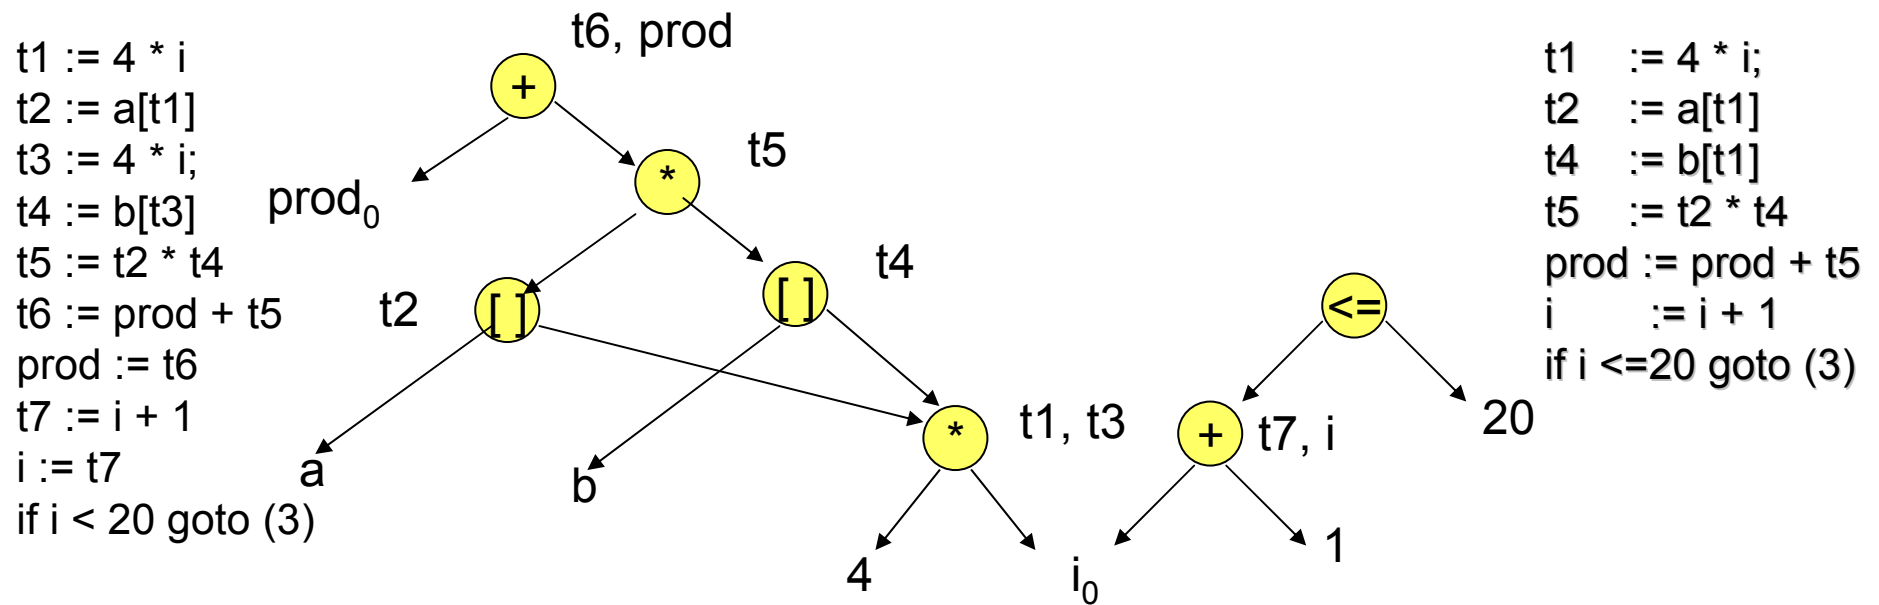 t1 := 4 * i
t2 := a[t1]
t3 := 4 * i;
t4 := b[t3]
t5 := t2 * t4
t6 := prod + t5
prod := t6
t7 := i + 1
i := t7
if i < 20 goto (3)
t6, prod
+
prod₀
*
t5
t2
[ ]
[ ]
t4
a
b
*
t1, t3
4
i₀
<=
+
t7, i
20
1
t1 := 4 * i;
t2 := a[t1]
t4 := b[t1]
t5 := t2 * t4
prod := prod + t5
i := i + 1
if i <=20 goto (3)